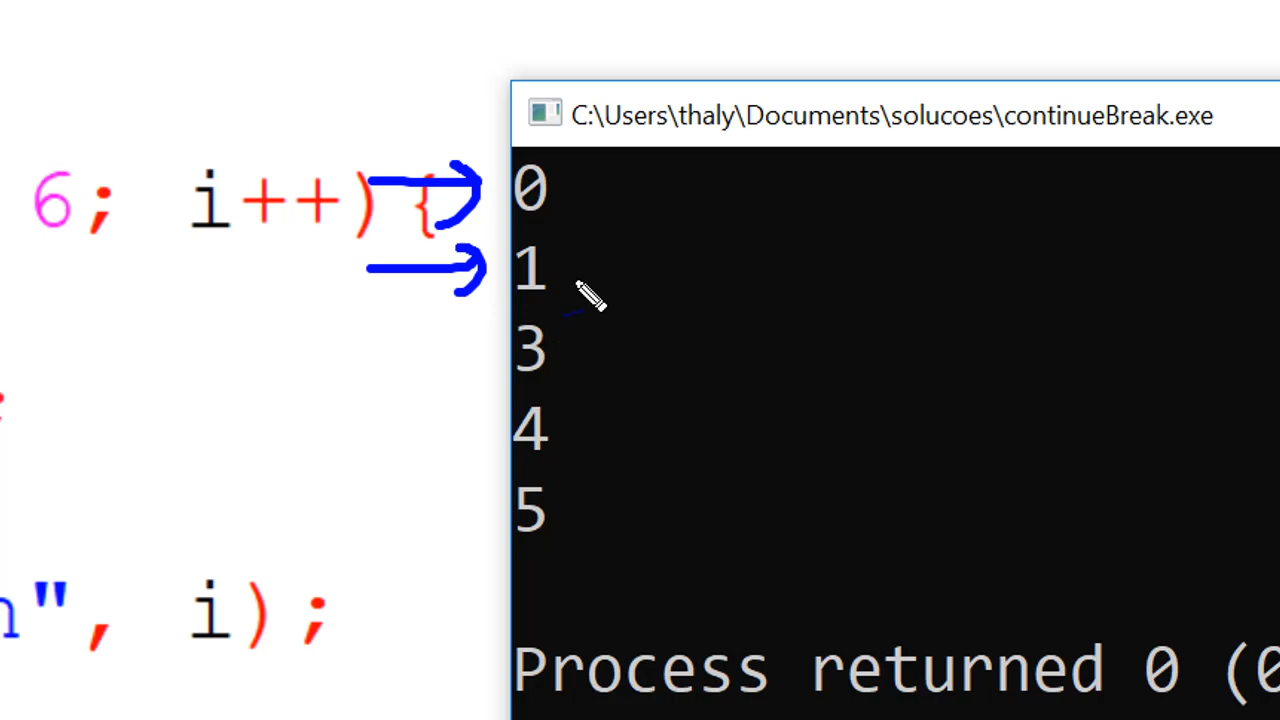 C:\Users\thaly\Documents\solucoes\continueBreak.exe
6; i++){
0
1
3
4
5
", i);
Process returned 0 (0